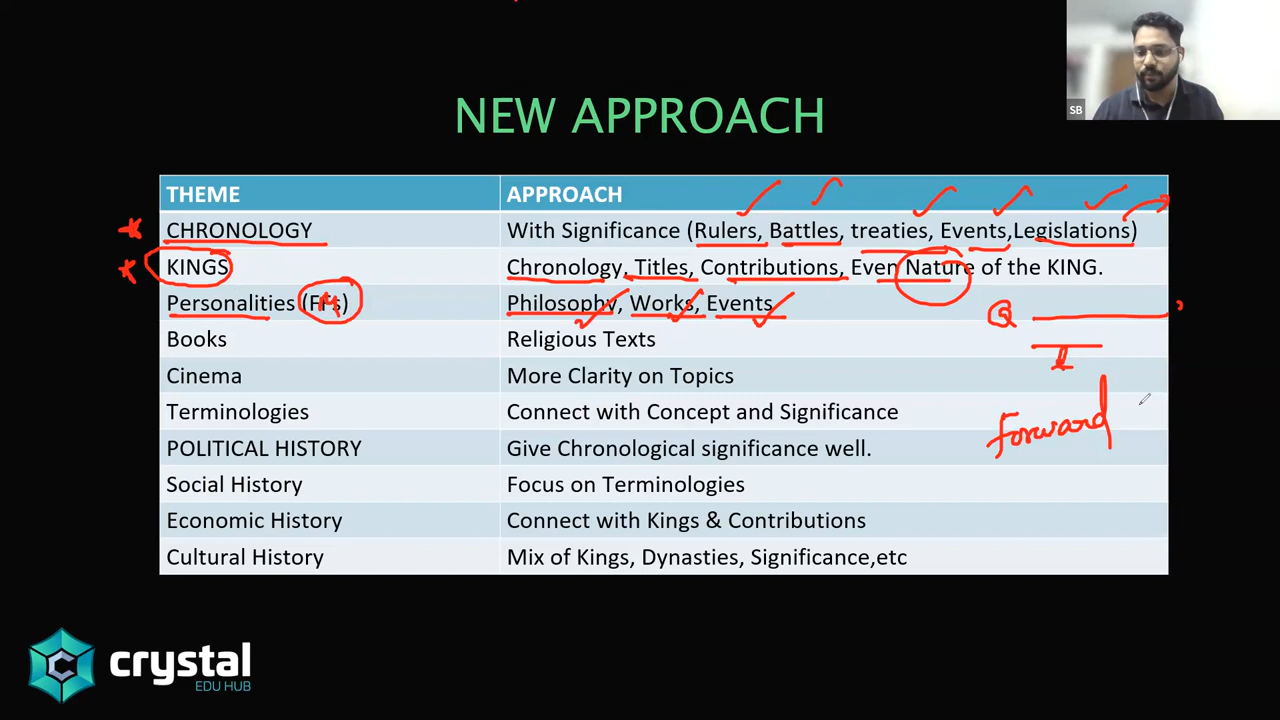 SB
NEW APPROACH
THEME APPROACH
CHRONOLOGY With Significance (Rulers, Battles, treaties, Events,Legislations)
KINGS Chronology, Titles, Contributions, Even Nature of the KING.
Personalities Philosophy, Works, Events
Books Religious Texts
Q
Cinema More Clarity on Topics
Terminologies Connect with Concept and Significance
forward
POLITICAL HISTORY Give Chronological significance well.
Social History Focus on Terminologies
Economic History Connect with Kings & Contributions
Cultural History Mix of Kings, Dynasties, Significance,etc
crystal
EDU HUB